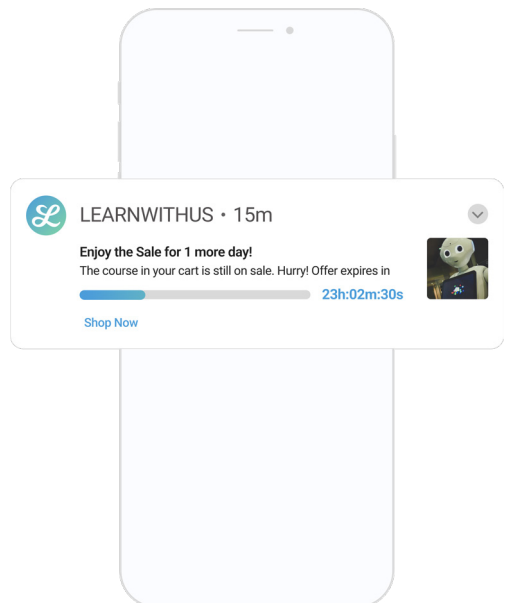 LEARNWITHUS • 15m
Enjoy the Sale for 1 more day!
The course in your cart is still on sale. Hurry! Offer expires in
23h:02m:30s
Shop Now